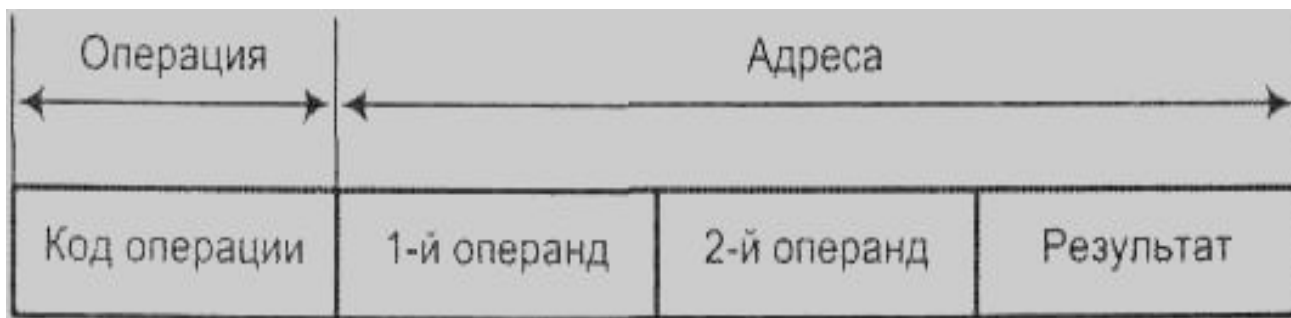 Операция Адреса
Код операции 1-й операнд 2-й операнд Результат